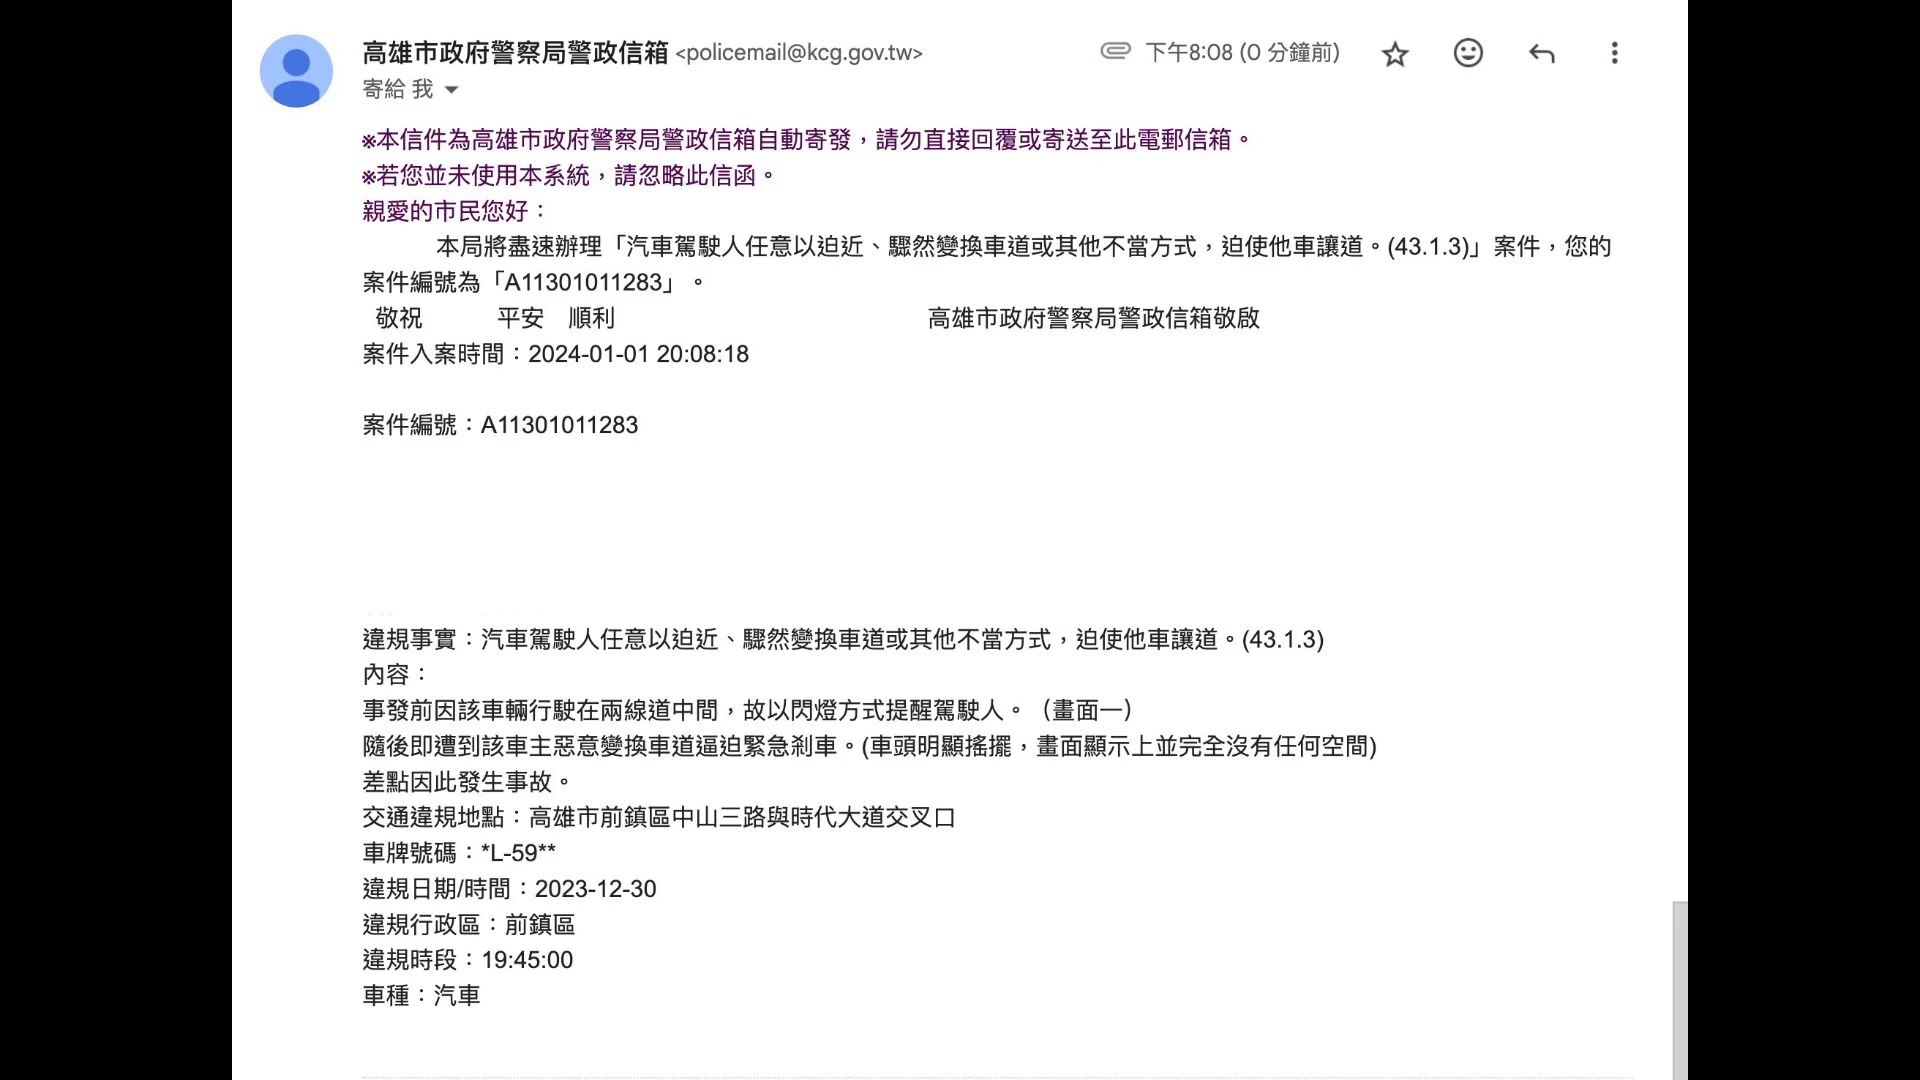 高雄市政府警察局警政信箱 <policemail@kcg.gov.tw> 下午8:08 (0 分鐘前)
寄給 我
※本信件為高雄市政府警察局警政信箱自動寄發，請勿直接回覆或寄送至此電郵信箱。
※若您並未使用本系統，請忽略此信函。
親愛的市民您好：
本局將盡速辦理「汽車駕駛人任意以迫近、驟然變換車道或其他不當方式，迫使他車讓道。(43.1.3)」案件，您的
案件編號為「A11301011283」。
敬祝 平安 順利 高雄市政府警察局警政信箱敬啟
案件入案時間：2024-01-01 20:08:18
案件編號：A11301011283
違規事實：汽車駕駛人任意以迫近、驟然變換車道或其他不當方式，迫使他車讓道。(43.1.3)
內容：
事發前因該車輛行駛在兩線道中間，故以閃燈方式提醒駕駛人。（畫面一）
隨後即遭到該車主惡意變換車道逼迫緊急剎車。(車頭明顯搖擺，畫面顯示上並完全沒有任何空間)
差點因此發生事故。
交通違規地點：高雄市前鎮區中山三路與時代大道交叉口
車牌號碼：*L-59**
違規日期/時間：2023-12-30
違規行政區：前鎮區
違規時段：19:45:00
車種：汽車